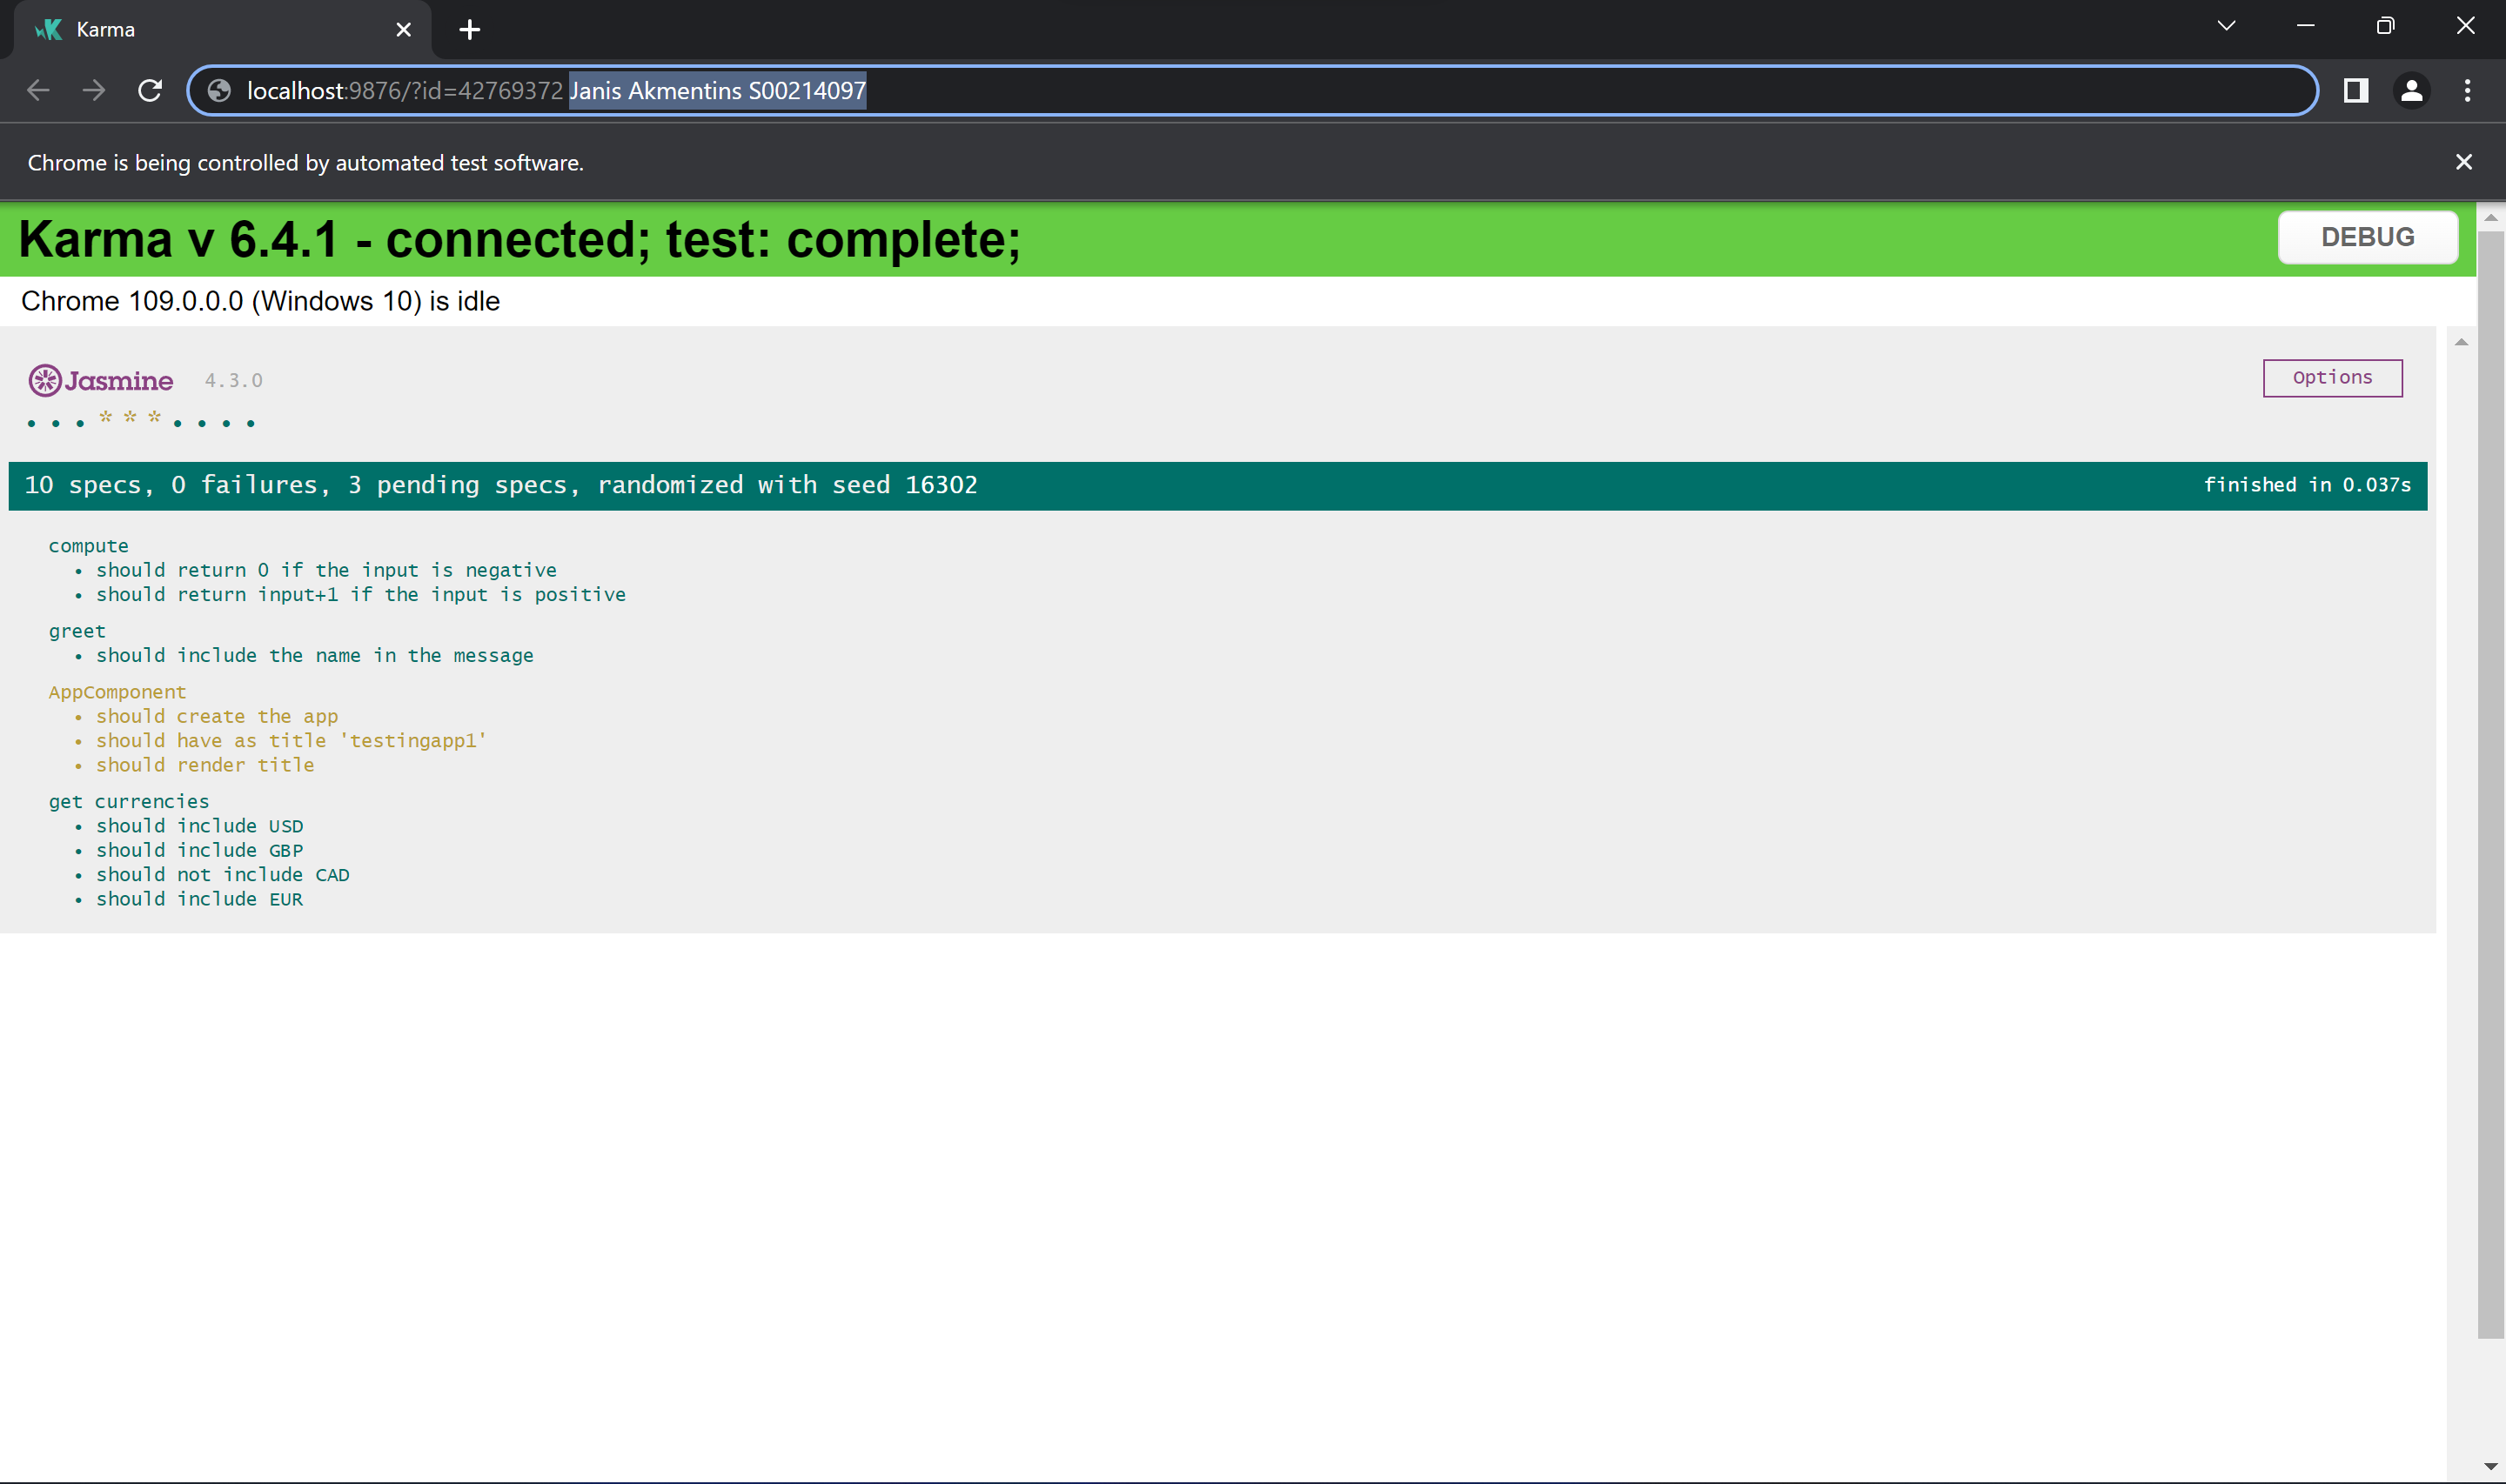 Karma
localhost:9876/?id=42769372 Janis Akmentins S00214097
Chrome is being controlled by automated test software.
Karma v 6.4.1 - connected; test: complete;
DEBUG
Chrome 109.0.0.0 (Windows 10) is idle
Jasmine 4.3.0
Options
• • • * * * • • • •
10 specs, 0 failures, 3 pending specs, randomized with seed 16302
finished in 0.037s
compute
• should return 0 if the input is negative
• should return input+1 if the input is positive
greet
• should include the name in the message
AppComponent
• should create the app
• should have as title 'testingapp1'
• should render title
get currencies
• should include USD
• should include GBP
• should not include CAD
• should include EUR